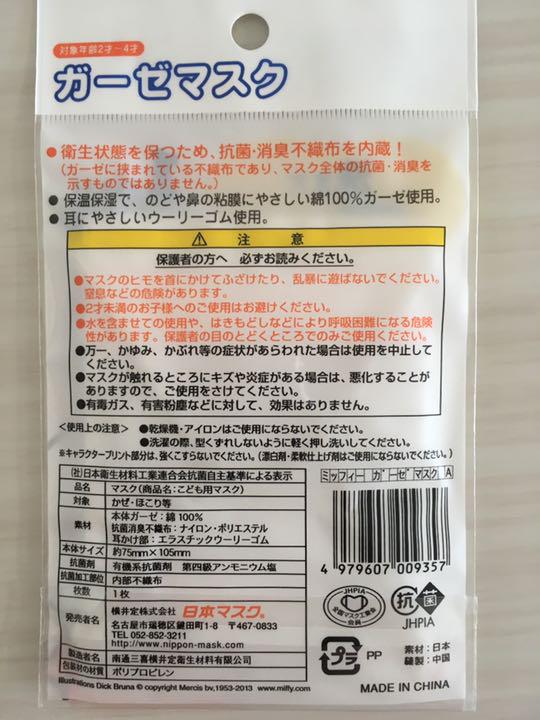 対象年齢2才~4才
ガーゼマスク
●衛生状態を保つため、抗菌・消臭不織布を内蔵!
(ガーゼに挟まれている不織布であり、マスク全体の抗菌・消臭を
示すものではありません。)
●保温保湿で、のどや鼻の粘膜にやさしい綿100%ガーゼ使用。
●耳にやさしいウーリーゴム使用。
注 意
保護者の方へ 必ずお読みください。
●マスクのヒモを首にかけてふざけたり、乱暴に遊ばないでください。
窒息などの危険があります。
●2才未満のお子様へのご使用はお避けください。
●水を含ませての使用や、はきもどしなどにより呼吸困難になる危険
性があります。保護者の目のとどくところでのみご使用ください。
●万一、かゆみ、かぶれ等の症状があらわれた場合は使用を中止して
ください。
●マスクが触れるところにキズや炎症がある場合は、悪化することが
ありますので、ご使用をさけてください。
●有毒ガス、有害粉塵などに対して、効果はありません。
<使用上の注意> ●乾燥機・アイロンはご使用にならないでください。
●洗濯の際、型くずれしないように軽く押し洗いしてください。
※キャラクタープリント部分は、強くこすらないでください。(漂白剤・柔軟仕上げ剤はご使用にならないでください。)
(社)日本衛生材料工業連合会抗菌自主基準による表示
品名 マスク(商品名:こども用マスク)
対象 かぜ・ほこり等
素材 本体ガーゼ:綿 100%
抗菌消臭不織布:ナイロン・ポリエステル
耳かけ部:エラスチックウーリーゴム
本体サイズ 約75mm×105mm
抗菌剤 有機系抗菌剤 第四級アンモニウム塩
抗菌加工部位 内部不織布
枚数 1枚
発売者名 横井定株式会社 日本マスク®
名古屋市瑞穂区鍵田町1-8 〒467-0833
TEL 052-852-3211
http://www.nippon-mask.com
製造者名 南通三喜横井定衛生材料有限公司
包装材の材質 ポリプロピレン
Illustrations Dick Bruna © copyright Mercis bv,1953-2013 www.miffy.com
ミッフィー ガーゼマスク 1A
4 979607 009357
JHPIA
全国マスク工業会
会員
抗菌
JHPIA
プラ
PP
素材:日本
縫製:中国
MADE IN CHINA